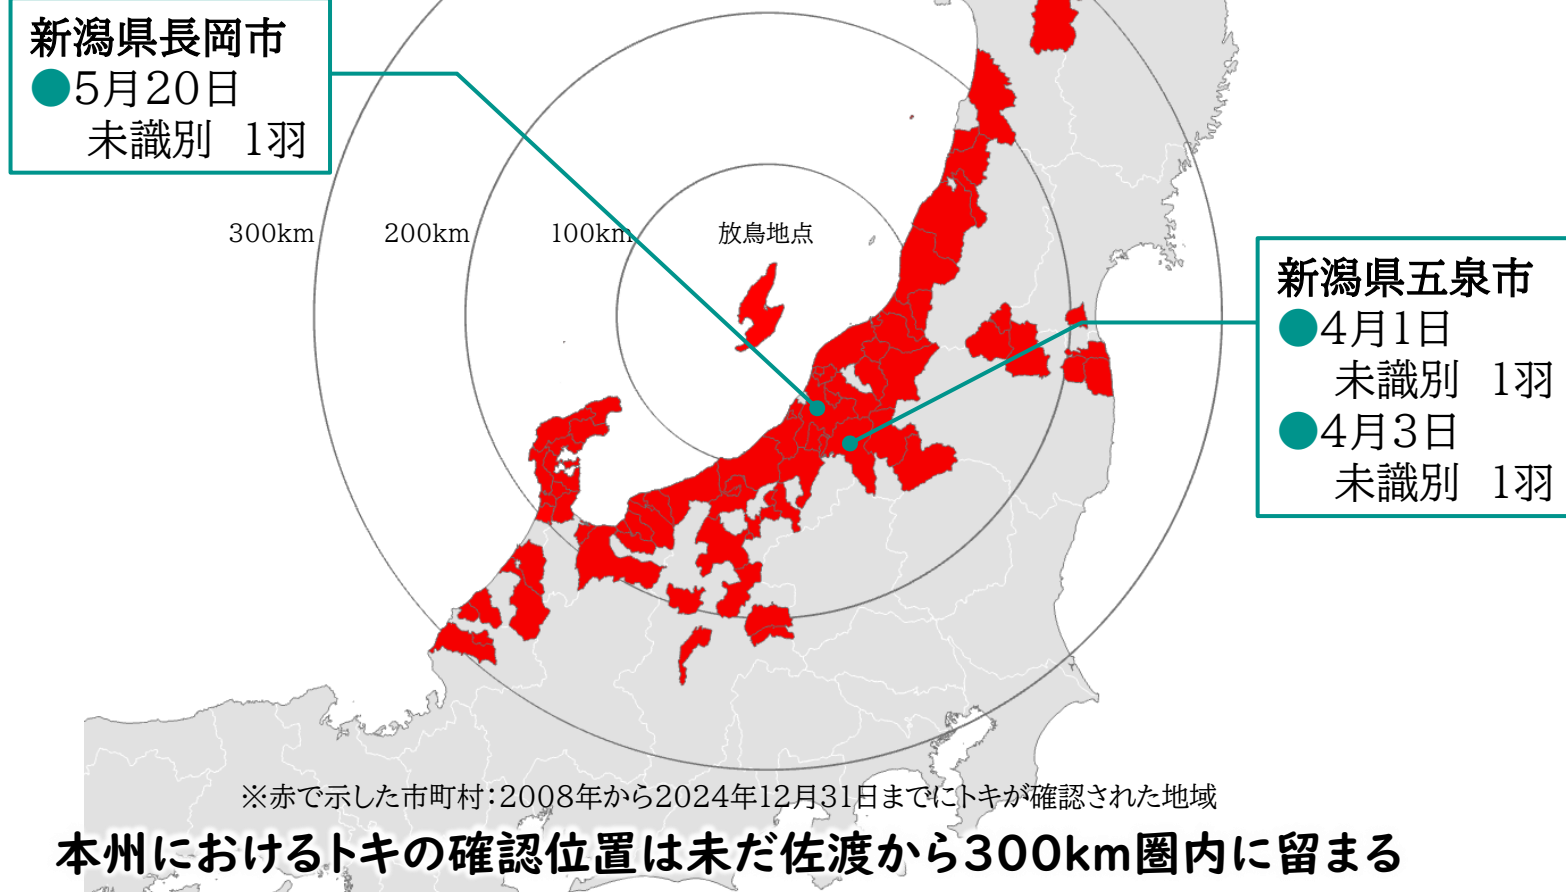 新潟県長岡市
●5月20日
未識別 1羽
300km
200km
100km
放鳥地点
新潟県五泉市
●4月1日
未識別 1羽
●4月3日
未識別 1羽
※赤で示した市町村：2008年から2024年12月31日までにトキが確認された地域
本州におけるトキの確認位置は未だ佐渡から300km圏内に留まる